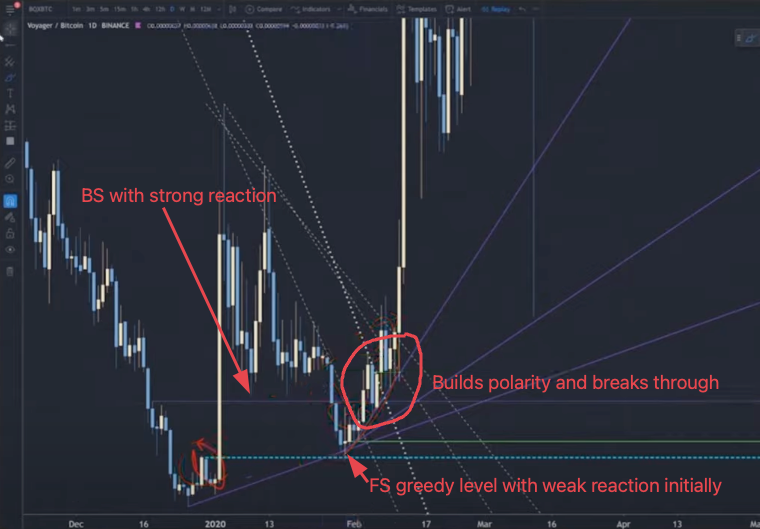 BQXBTC 1m 3m 5m 15m 1h 4h 12h D W M 12M Compare Indicators Financials Templates Alert Replay
Voyager / Bitcoin 1D BINANCE
BS with strong reaction
Builds polarity and breaks through
FS greedy level with weak reaction initially
Dec 16 2020 13 Feb 17 Mar 16 Apr 13